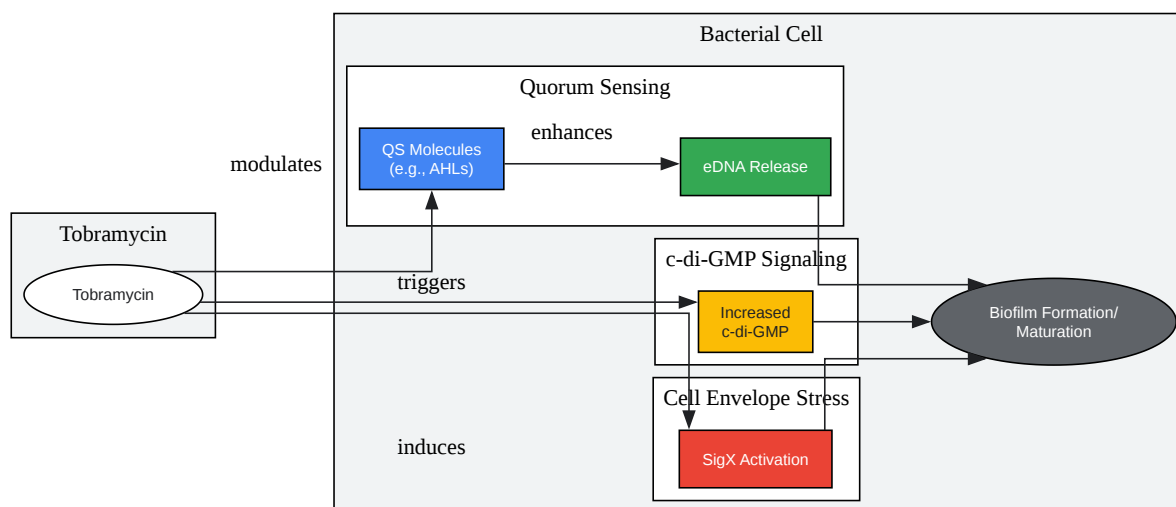 Bacterial Cell
Quorum Sensing
enhances
QS Molecules
(e.g., AHLs)
eDNA Release
modulates
Tobramycin
Tobramycin
triggers
c-di-GMP Signaling
Increased
c-di-GMP
Biofilm Formation/
Maturation
Cell Envelope Stress
induces
SigX Activation